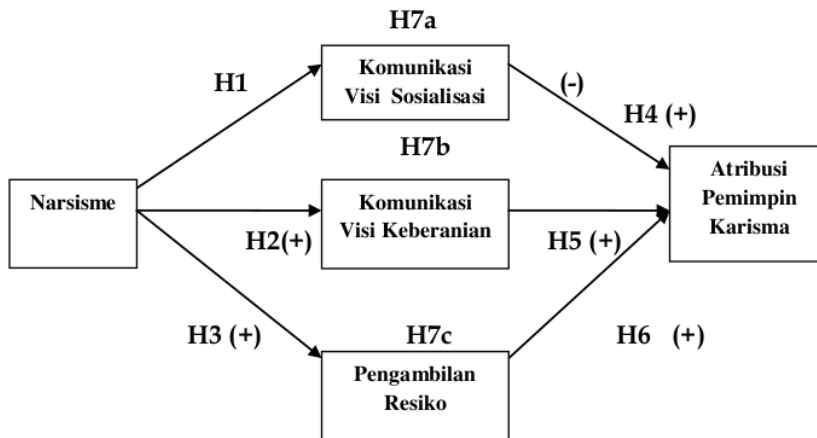 H7a
H1
Komunikasi
Visi Sosialisasi
(-)
H4 (+)
H7b
Narsisme
Komunikasi
Visi Keberanian
Atribusi
Pemimpin
Karisma
H2(+)
H5 (+)
H3 (+)
H7c
H6 (+)
Pengambilan
Resiko